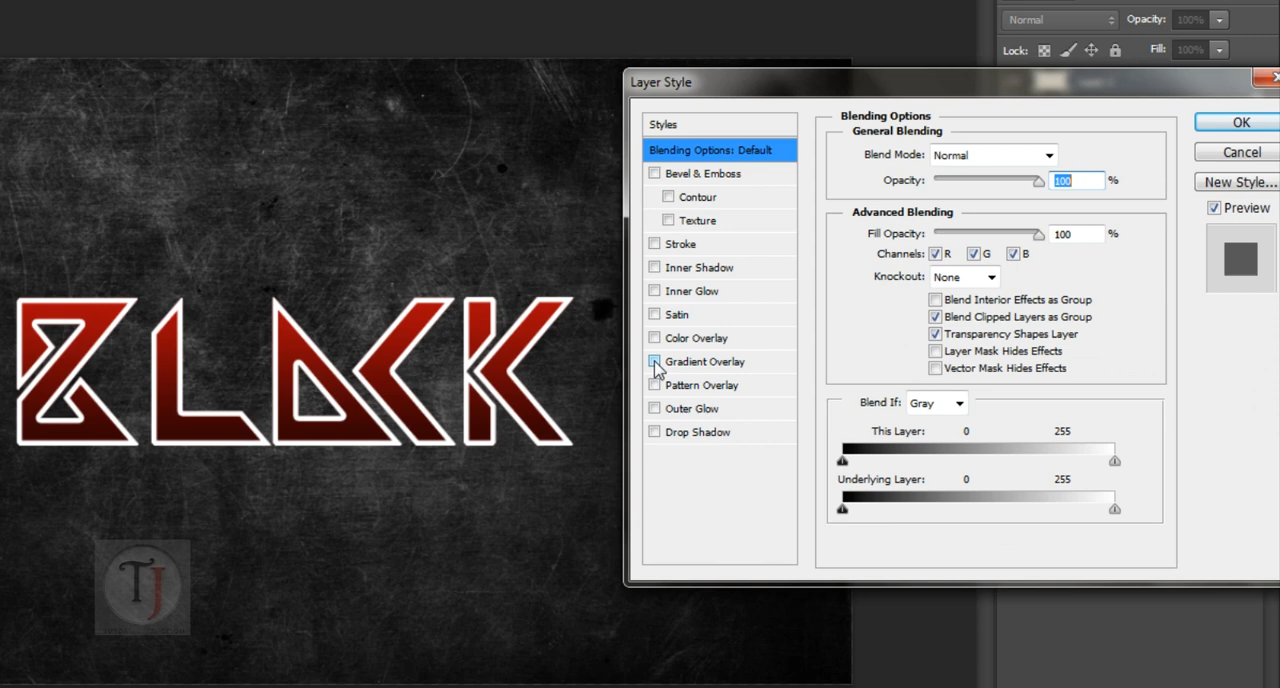 Normal
Opacity:
100%
Lock:
Fill:
100%
Layer Style
Styles
Blending Options: Default
Bevel & Emboss
Contour
Texture
Stroke
Inner Shadow
Inner Glow
Satin
Color Overlay
Gradient Overlay
Pattern Overlay
Outer Glow
Drop Shadow
Blending Options
General Blending
Blend Mode: Normal
Opacity: 100 %
Advanced Blending
Fill Opacity: 100 %
Channels: R G B
Knockout: None
Blend Interior Effects as Group
Blend Clipped Layers as Group
Transparency Shapes Layer
Layer Mask Hides Effects
Vector Mask Hides Effects
Blend If: Gray
This Layer: 0 255
Underlying Layer: 0 255
OK
Cancel
New Style...
Preview
BLACK
TJ